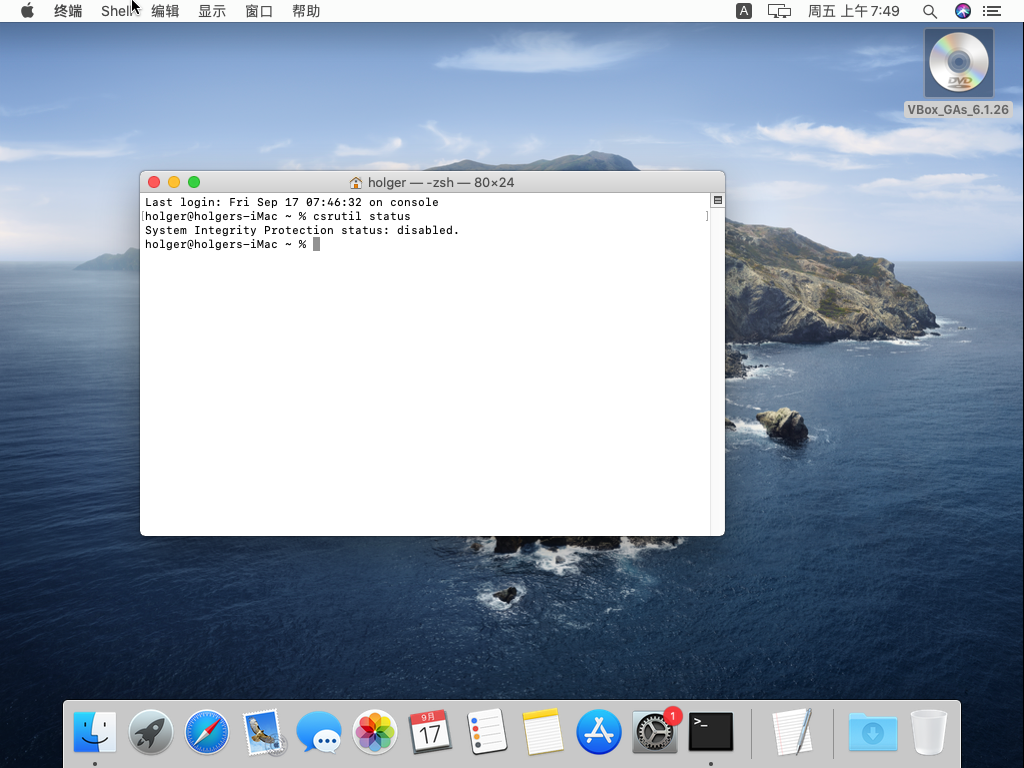 终端 Shell 编辑 显示 窗口 帮助 A 周五 上午7:49
VBox_GAs_6.1.26
holger — -zsh — 80×24
Last login: Fri Sep 17 07:46:32 on console
[holger@holgers-iMac ~ % csrutil status ]
System Integrity Protection status: disabled.
holger@holgers-iMac ~ %
DVD
9月
17
1
>_